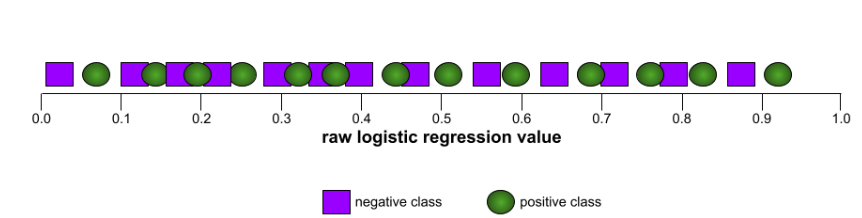 0.0 0.1 0.2 0.3 0.4 0.5 0.6 0.7 0.8 0.9 1.0
raw logistic regression value
negative class positive class